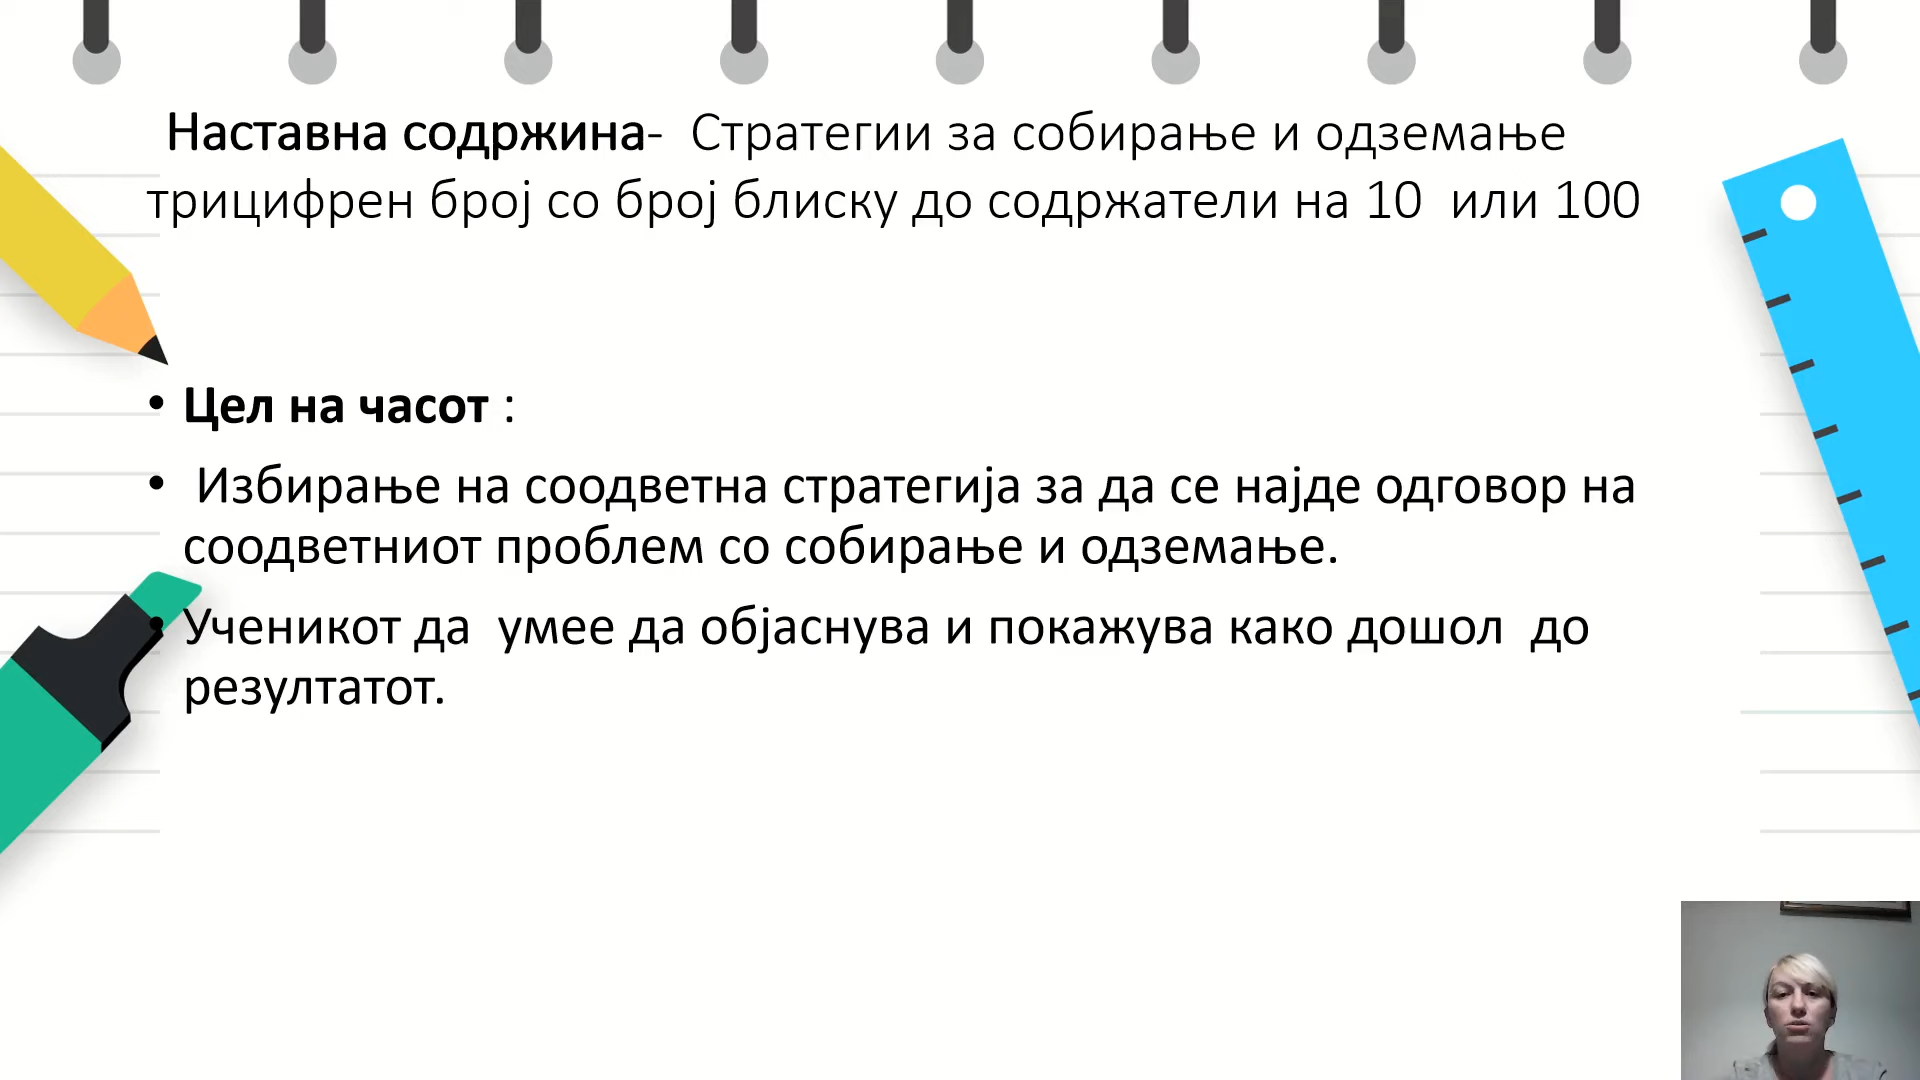 Наставна содржина-  Стратегии за собирање и одземање
трицифрен број со број блиску до содржатели на 10  или 100
• Цел на часот :
•  Избирање на соодветна стратегија за да се најде одговор на
соодветниот проблем со собирање и одземање.
• Ученикот да  умее да објаснува и покажува како дошол  до
резултатот.